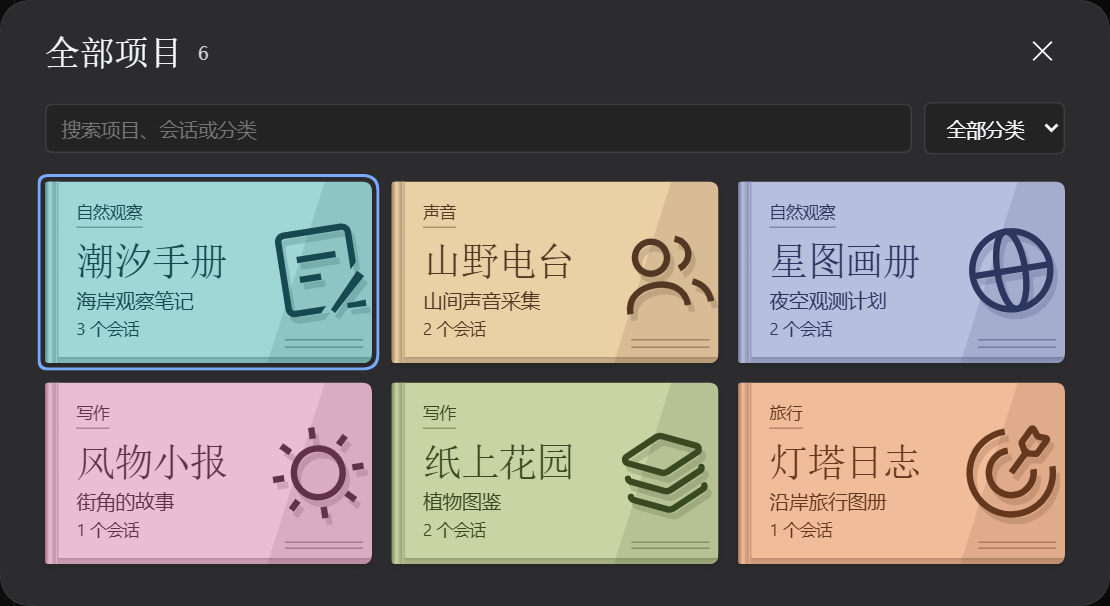 全部项目 6
搜索项目、会话或分类
全部分类
自然观察
潮汐手册
海岸观察笔记
3 个会话
声音
山野电台
山间声音采集
2 个会话
自然观察
星图画册
夜空观测计划
2 个会话
写作
风物小报
街角的故事
1 个会话
写作
纸上花园
植物图鉴
2 个会话
旅行
灯塔日志
沿岸旅行图册
1 个会话